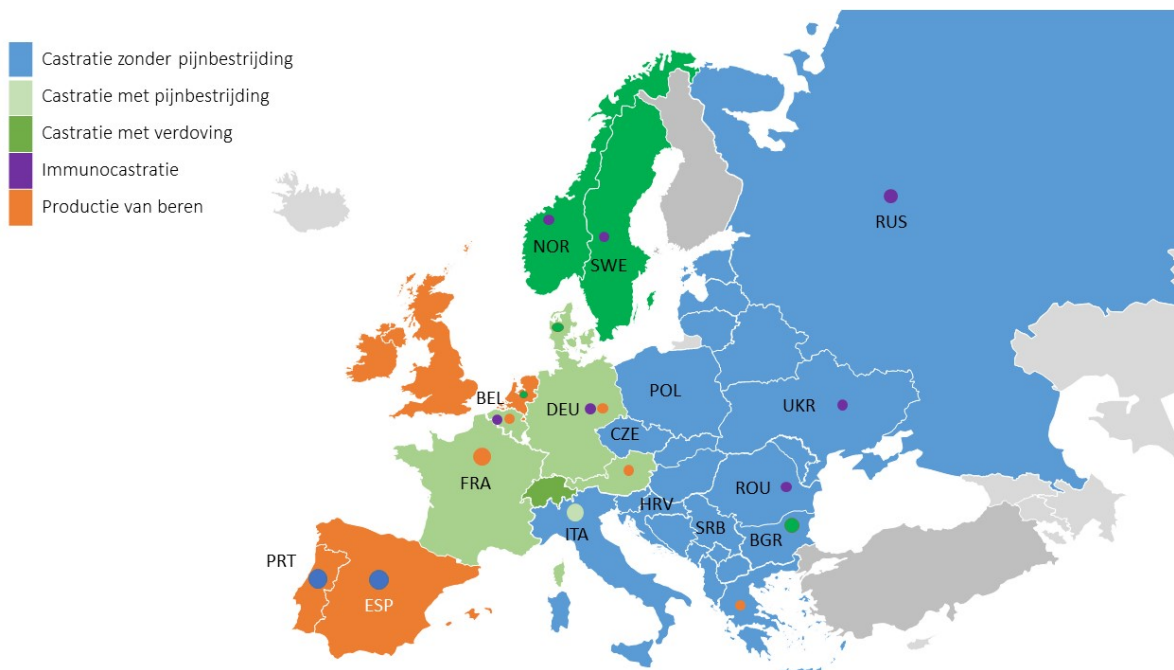 Castratie zonder pijnbestrijding
Castratie met pijnbestrijding
Castratie met verdoving
Immunocastratie
Productie van beren
RUS
NOR
SWE
BEL
DEU
POL
UKR
CZE
FRA
ROU
HRV
SRB
ITA
BGR
PRT
ESP